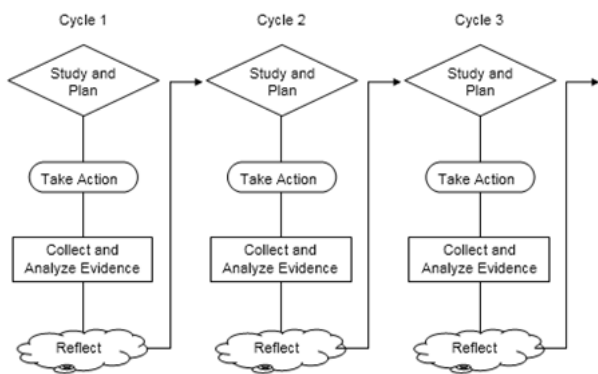 Cycle 1
Cycle 2
Cycle 3
Study and
Plan
Study and
Plan
Study and
Plan
Take Action
Take Action
Take Action
Collect and
Analyze Evidence
Collect and
Analyze Evidence
Collect and
Analyze Evidence
Reflect
Reflect
Reflect